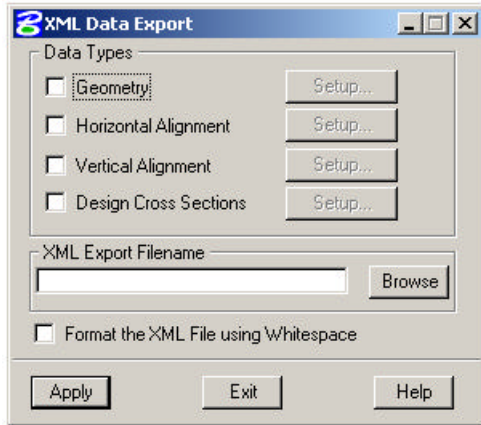 XML Data Export
Data Types
Geometry Setup...
Horizontal Alignment Setup...
Vertical Alignment Setup...
Design Cross Sections Setup...
XML Export Filename
Browse
Format the XML File using Whitespace
Apply Exit Help